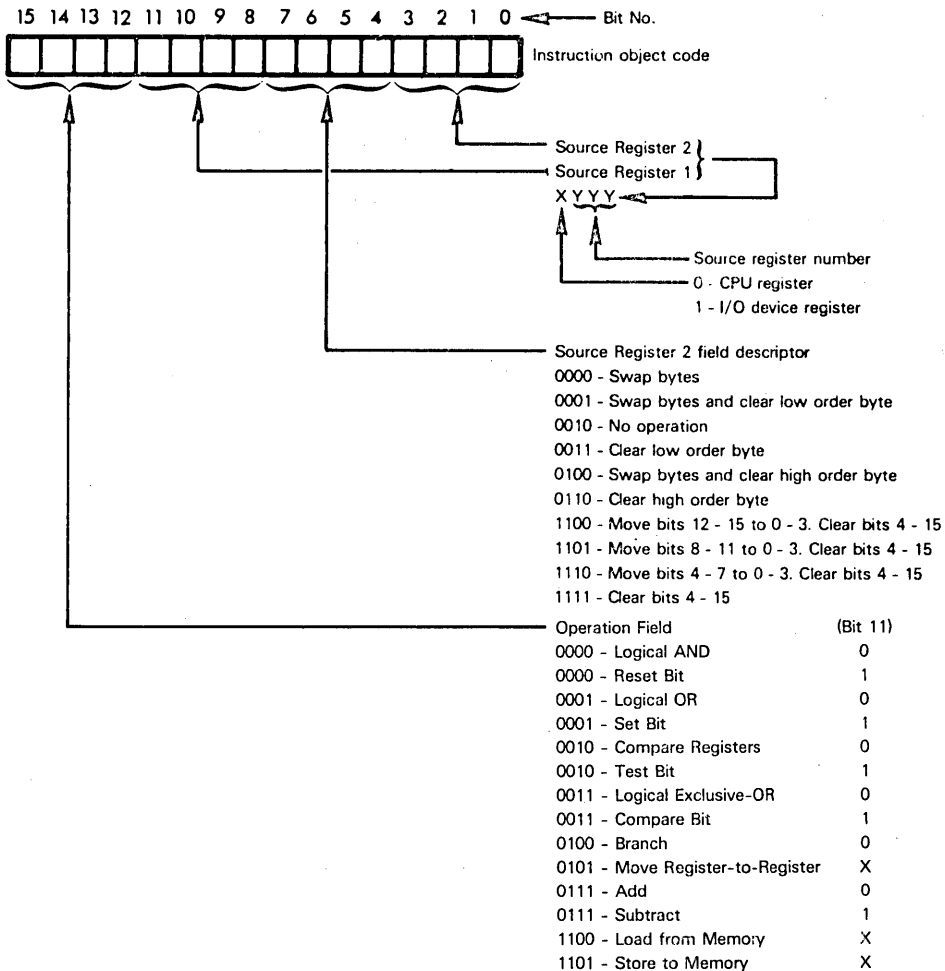 15 14 13 12 11 10 9 8 7 6 5 4 3 2 1 0 Bit No.
Instruction object code
Source Register 2
Source Register 1
X Y Y Y
Source register number
0 - CPU register
1 - I/O device register
Source Register 2 field descriptor
0000 - Swap bytes
0001 - Swap bytes and clear low order byte
0010 - No operation
0011 - Clear low order byte
0100 - Swap bytes and clear high order byte
0110 - Clear high order byte
1100 - Move bits 12 - 15 to 0 - 3. Clear bits 4 - 15
1101 - Move bits 8 - 11 to 0 - 3. Clear bits 4 - 15
1110 - Move bits 4 - 7 to 0 - 3. Clear bits 4 - 15
1111 - Clear bits 4 - 15
Operation Field (Bit 11)
0000 - Logical AND 0
0000 - Reset Bit 1
0001 - Logical OR 0
0001 - Set Bit 1
0010 - Compare Registers 0
0010 - Test Bit 1
0011 - Logical Exclusive-OR 0
0011 - Compare Bit 1
0100 - Branch 0
0101 - Move Register-to-Register X
0111 - Add 0
0111 - Subtract 1
1100 - Load from Memory X
1101 - Store to Memory X